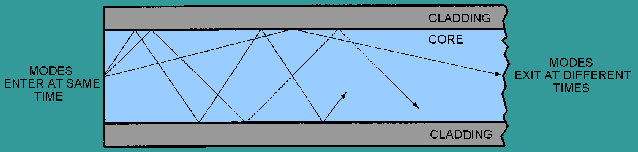 CLADDING
CORE
MODES
ENTER AT SAME
TIME
MODES
EXIT AT DIFFERENT
TIMES
CLADDING